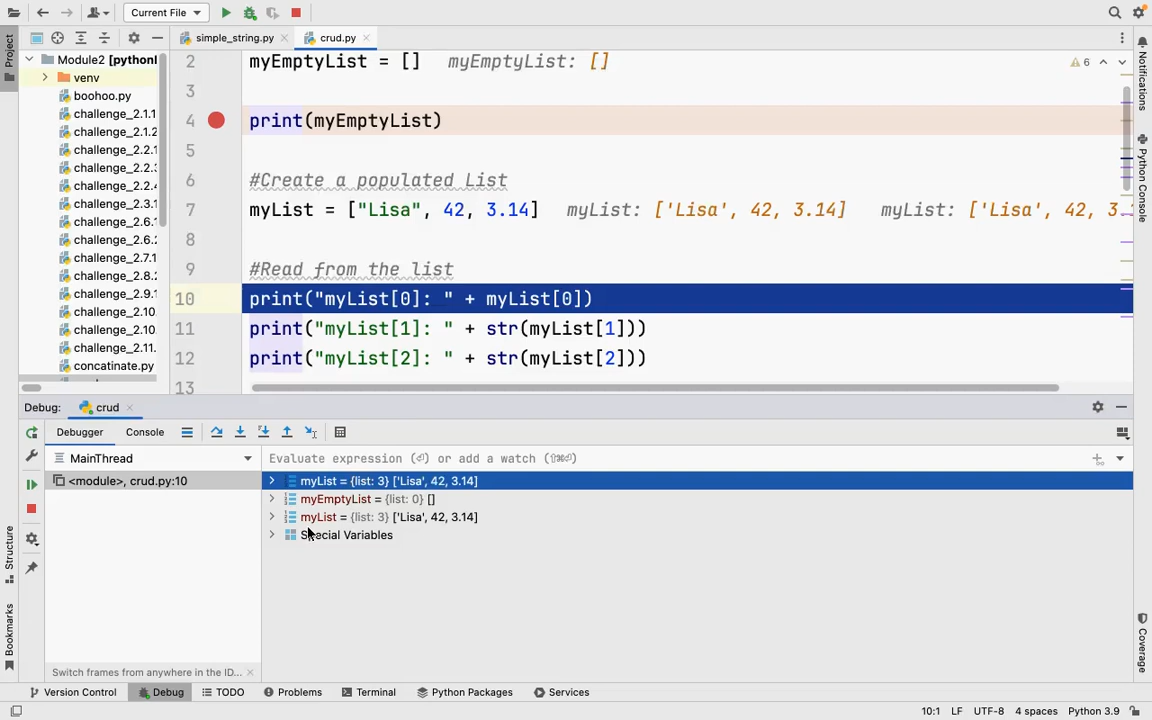 Current File
Project
simple_string.py
crud.py
Module2 [pythonl
venv
boohoo.py
challenge_2.1.1
challenge_2.1.2
challenge_2.2.1
challenge_2.2.3
challenge_2.2.4
challenge_2.3.1
challenge_2.6.1
challenge_2.6.2
challenge_2.7.1
challenge_2.8.2
challenge_2.9.1
challenge_2.10.
challenge_2.10.
challenge_2.11.
concatinate.py
2 myEmptyList = [] myEmptyList: []
6
3
4 print(myEmptyList)
5
6 #Create a populated List
7 myList = ["Lisa", 42, 3.14] myList: ['Lisa', 42, 3.14] myList: ['Lisa', 42, 3.
8
9 #Read from the list
10 print("myList[0]: " + myList[0])
11 print("myList[1]: " + str(myList[1]))
12 print("myList[2]: " + str(myList[2]))
13
Notifications
Python Console
Debug: crud
Debugger Console
MainThread
Evaluate expression (⏎) or add a watch (⇧⌘⏎)
<module>, crud.py:10
myList = {list: 3} ['Lisa', 42, 3.14]
myEmptyList = {list: 0} []
myList = {list: 3} ['Lisa', 42, 3.14]
Special Variables
Structure
Bookmarks
Coverage
Switch frames from anywhere in the ID...
Version Control Debug TODO Problems Terminal Python Packages Services
10:1 LF UTF-8 4 spaces Python 3.9